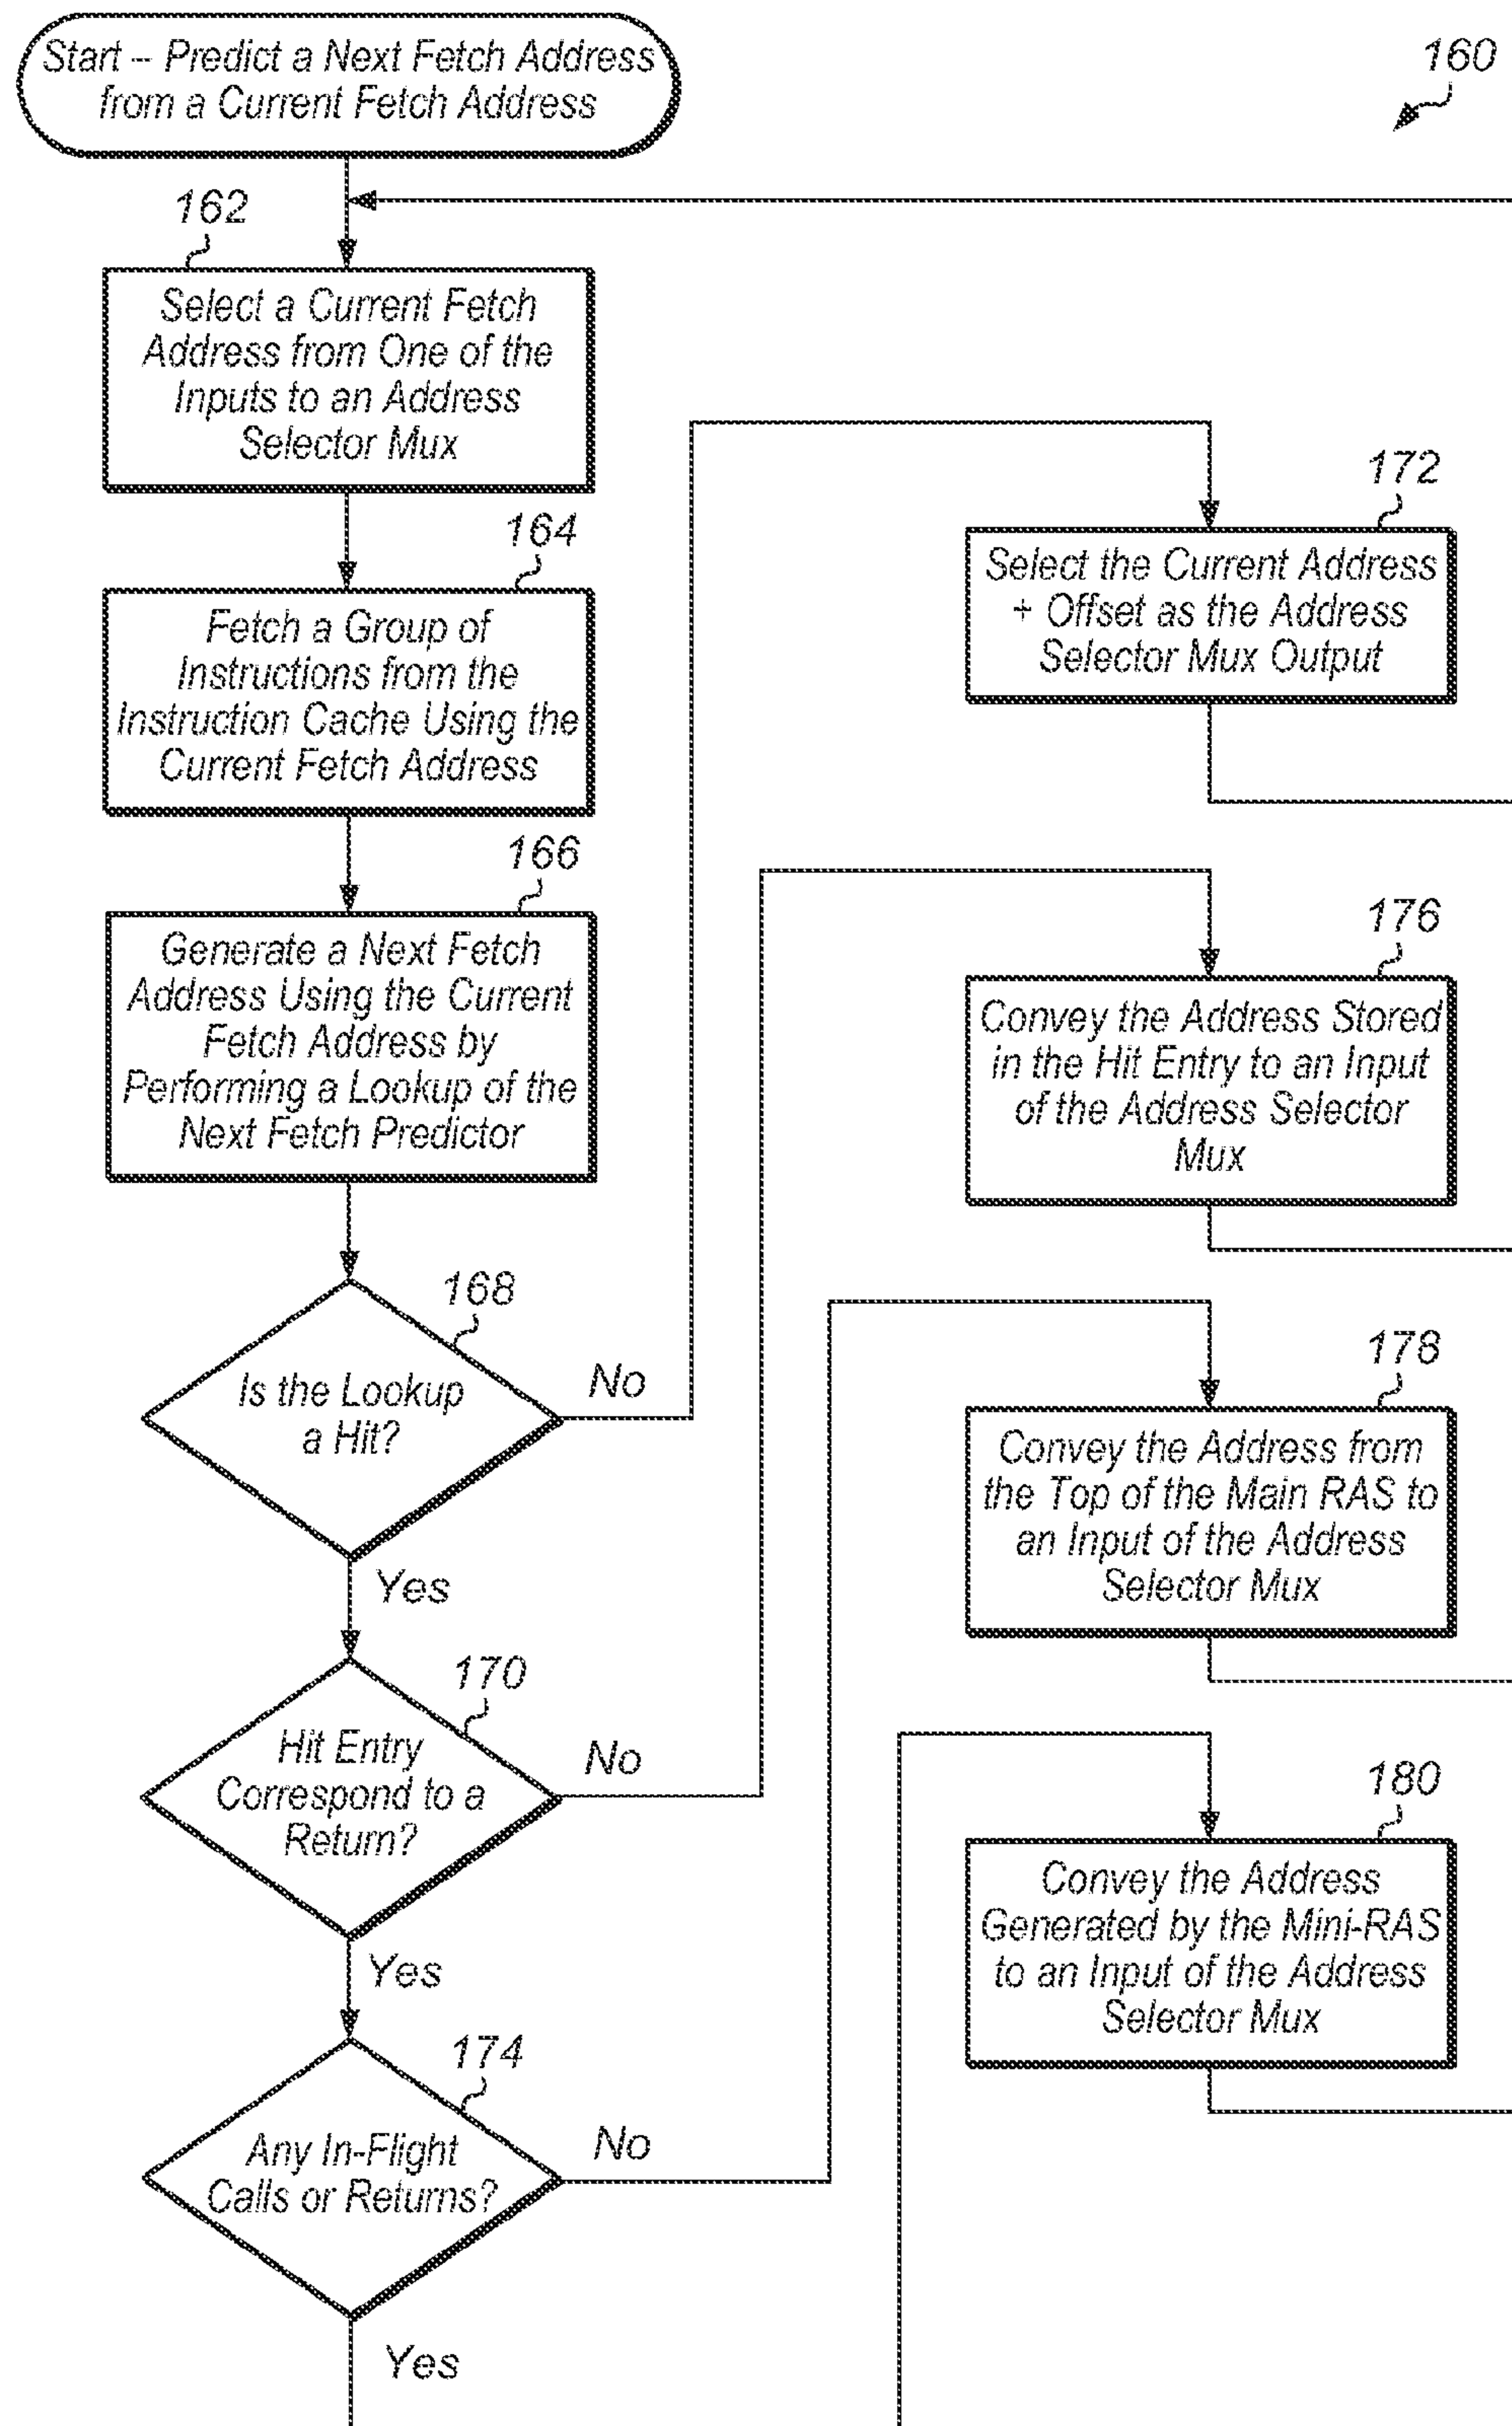 Start -- Predict a Next Fetch Address
from a Current Fetch Address
160
162
Select a Current Fetch
Address from One of the
Inputs to an Address
Selector Mux
164
Fetch a Group of
Instructions from the
Instruction Cache Using the
Current Fetch Address
166
Generate a Next Fetch
Address Using the Current
Fetch Address by
Performing a Lookup of the
Next Fetch Predictor
168
Is the Lookup
a Hit?
No
Yes
170
Hit Entry
Correspond to a
Return?
No
Yes
174
Any In-Flight
Calls or Returns?
No
Yes
172
Select the Current Address
+ Offset as the Address
Selector Mux Output
176
Convey the Address Stored
in the Hit Entry to an Input
of the Address Selector
Mux
178
Convey the Address from
the Top of the Main RAS to
an Input of the Address
Selector Mux
180
Convey the Address
Generated by the Mini-RAS
to an Input of the Address
Selector Mux